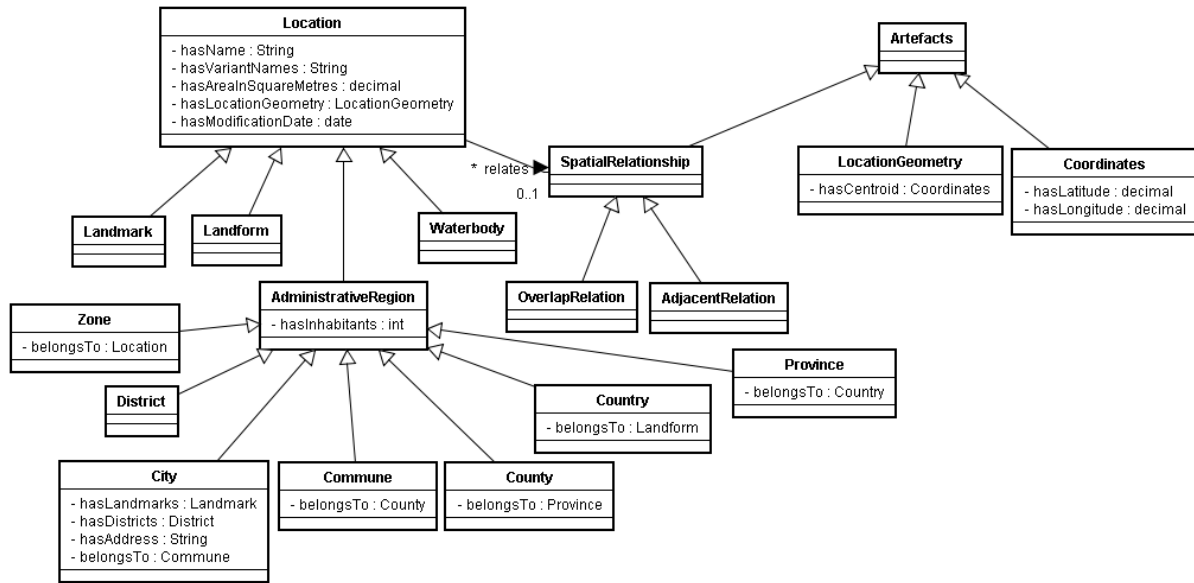 Location
- hasName : String
- hasVariantNames : String
- hasAreaInSquareMetres : decimal
- hasLocationGeometry : LocationGeometry
- hasModificationDate : date
Artefacts
* relates
0..1
SpatialRelationship
LocationGeometry
- hasCentroid : Coordinates
Coordinates
- hasLatitude : decimal
- hasLongitude : decimal
Landmark
Landform
Waterbody
AdministrativeRegion
- hasInhabitants : int
OverlapRelation
AdjacentRelation
Zone
- belongsTo : Location
District
Province
- belongsTo : Country
Country
- belongsTo : Landform
City
- hasLandmarks : Landmark
- hasDistricts : District
- hasAddress : String
- belongsTo : Commune
Commune
- belongsTo : County
County
- belongsTo : Province